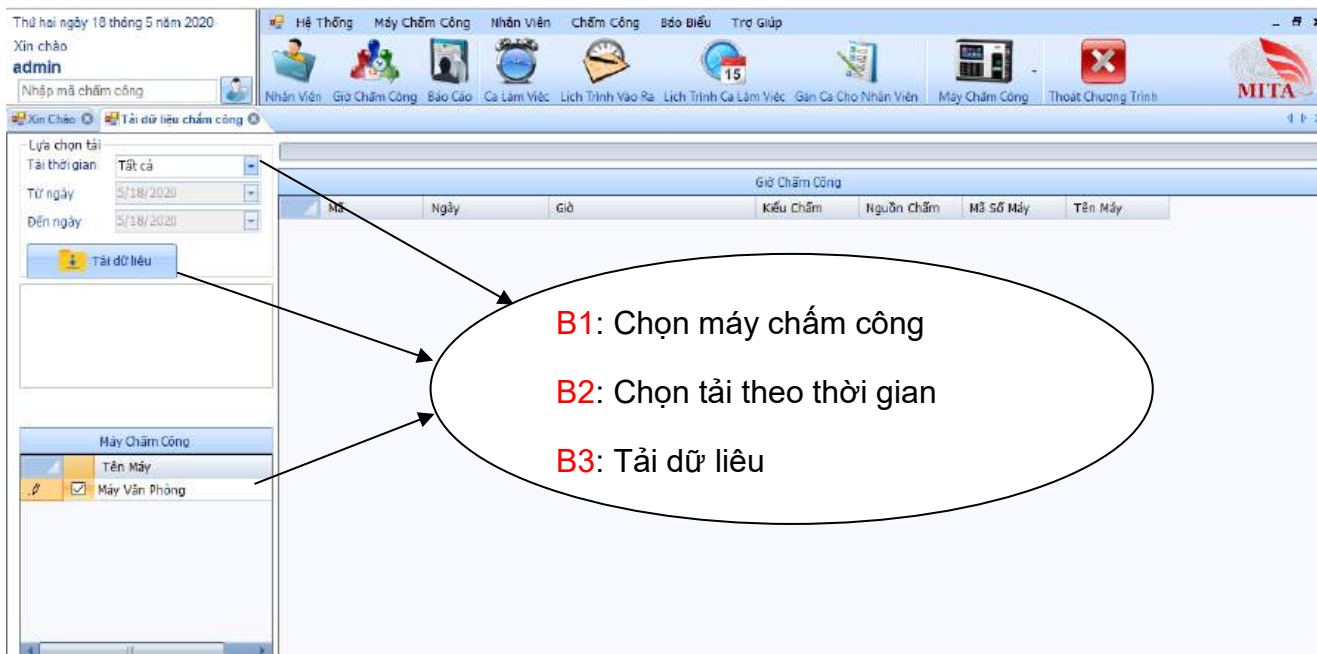 Thứ hai ngày 18 tháng 5 năm 2020
Xin chào
admin
Nhập mã chấm công
Hệ Thống Máy Chấm Công Nhân Viên Chấm Công Báo Biểu Trợ Giúp
15
Nhân Viên Giờ Chấm Công Báo Cáo Ca Làm Việc Lịch Trình Vào Ra Lịch Trình Ca Làm Việc Gán Ca Cho Nhân Viên Máy Chấm Công Thoát Chương Trình
MITA
Xin Chào Tải dữ liệu chấm công
Lựa chọn tải
Tải thời gian Tất cả
Từ ngày 5/18/2020
Đến ngày 5/18/2020
Tải dữ liệu
Giờ Chấm Công
Mã Ngày Giờ Kiểu Chấm Nguồn Chấm Mã Số Máy Tên Máy
B1: Chọn máy chấm công
B2: Chọn tải theo thời gian
B3: Tải dữ liêu
Máy Chấm Công
Tên Máy
Máy Văn Phòng